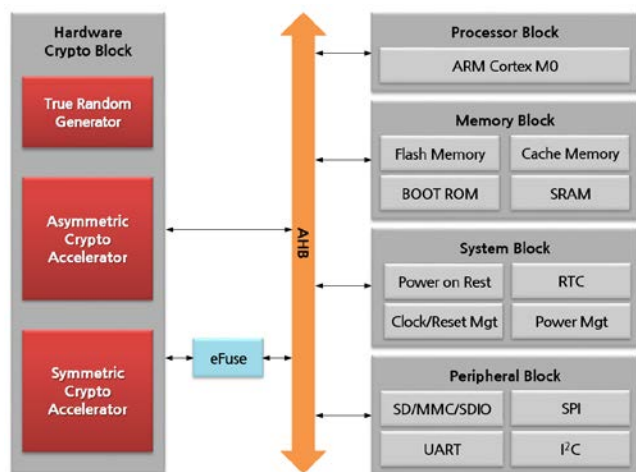 Hardware
Crypto Block
True Random
Generator
Asymmetric
Crypto
Accelerator
Symmetric
Crypto
Accelerator
eFuse
AHB
Processor Block
ARM Cortex M0
Memory Block
Flash Memory
Cache Memory
BOOT ROM
SRAM
System Block
Power on Rest
RTC
Clock/Reset Mgt
Power Mgt
Peripheral Block
SD/MMC/SDIO
SPI
UART
I²C